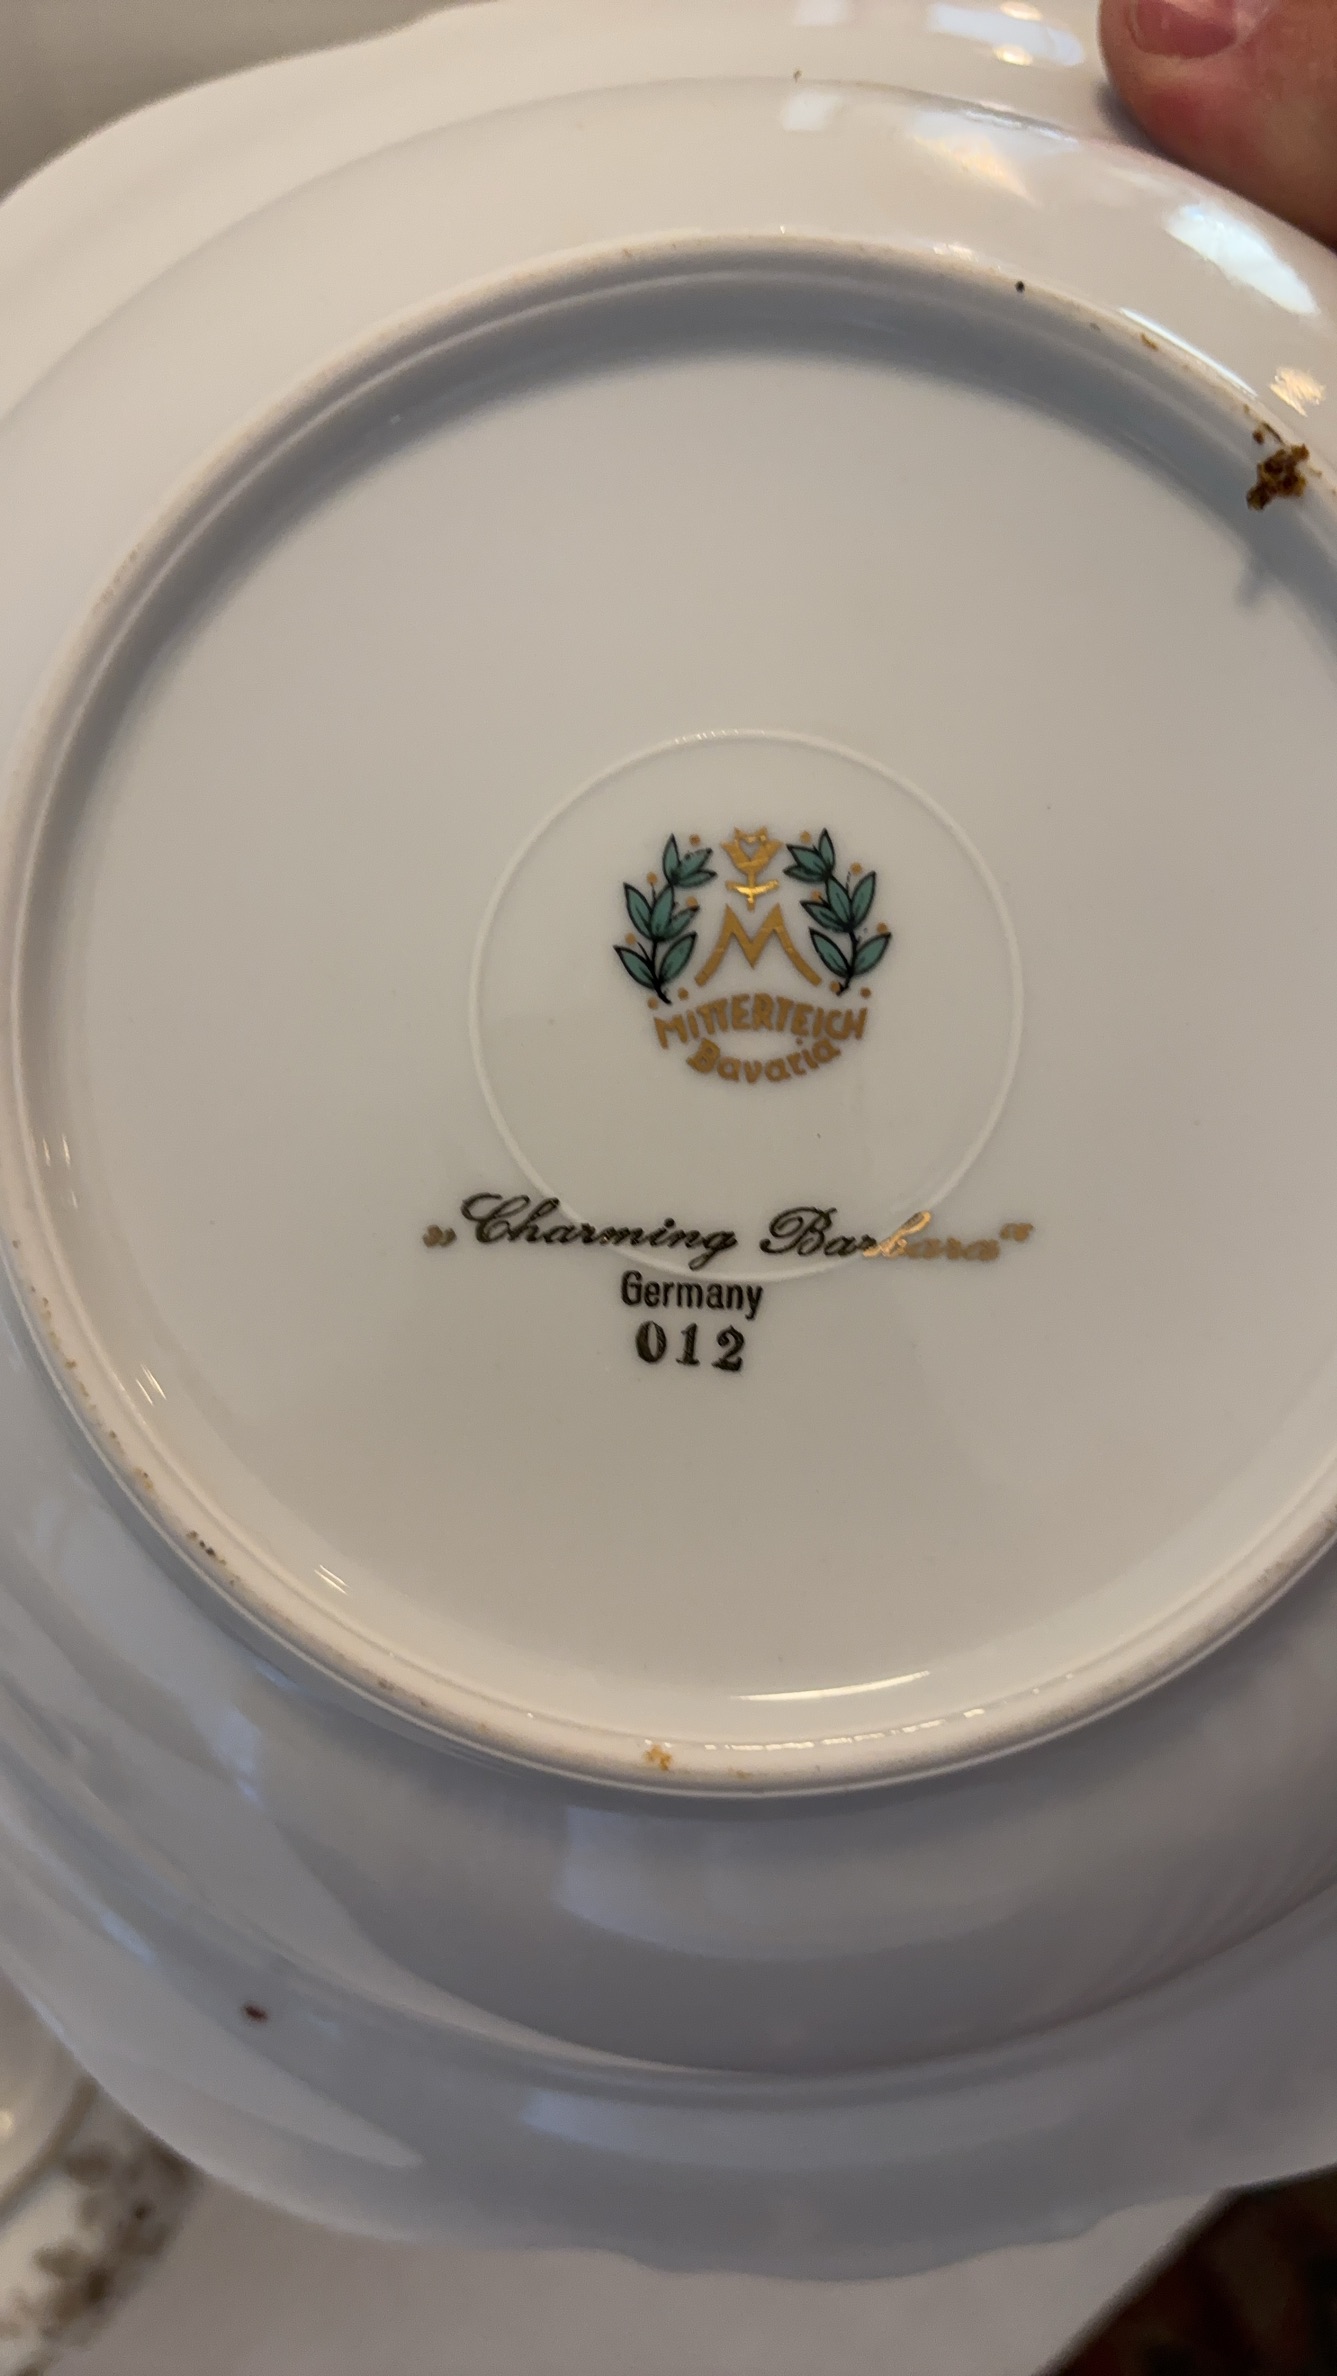 M
MITTERTEICH
Bavaria
„Charming Barbara“
Germany
012